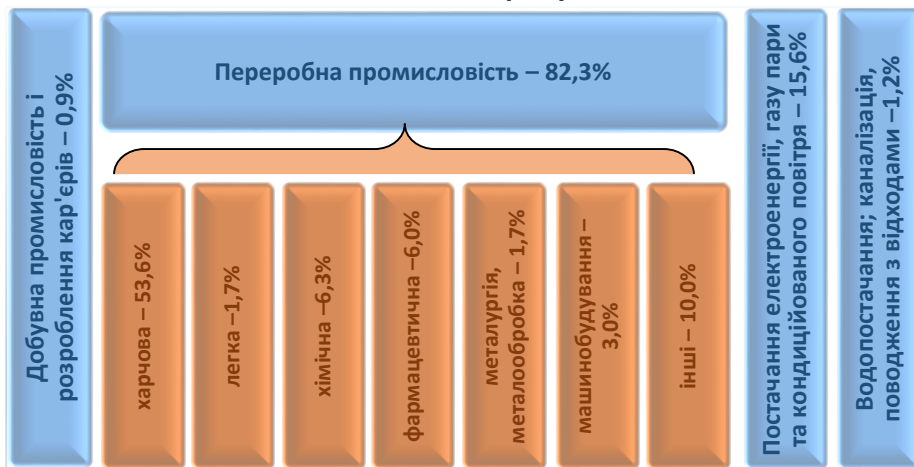 Добувна промисловість і
розроблення кар'єрів – 0,9%
Переробна промисловість – 82,3%
харчова – 53,6%
легка –1,7%
хімічна –6,3%
фармацевтична –6,0%
металургія,
металообробка – 1,7%
машинобудування –
3,0%
інші – 10,0%
Постачання електроенергії, газу пари
та кондиційованого повітря – 15,6%
Водопостачання; каналізація,
поводження з відходами –1,2%